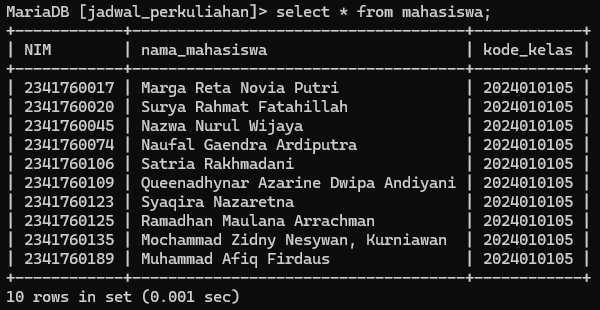 MariaDB [jadwal_perkuliahan]> select * from mahasiswa;
+------------+-------------------------------------+------------+
| NIM        | nama_mahasiswa                      | kode_kelas |
+------------+-------------------------------------+------------+
| 2341760017 | Marga Reta Novia Putri              | 2024010105 |
| 2341760020 | Surya Rahmat Fatahillah             | 2024010105 |
| 2341760045 | Nazwa Nurul Wijaya                  | 2024010105 |
| 2341760074 | Naufal Gaendra Ardiputra            | 2024010105 |
| 2341760106 | Satria Rakhmadani                   | 2024010105 |
| 2341760109 | Queenadhynar Azarine Dwipa Andiyani | 2024010105 |
| 2341760123 | Syaqira Nazaretna                   | 2024010105 |
| 2341760125 | Ramadhan Maulana Arrachman          | 2024010105 |
| 2341760135 | Mochammad Zidny Nesywan, Kurniawan  | 2024010105 |
| 2341760189 | Muhammad Afiq Firdaus               | 2024010105 |
+------------+-------------------------------------+------------+
10 rows in set (0.001 sec)